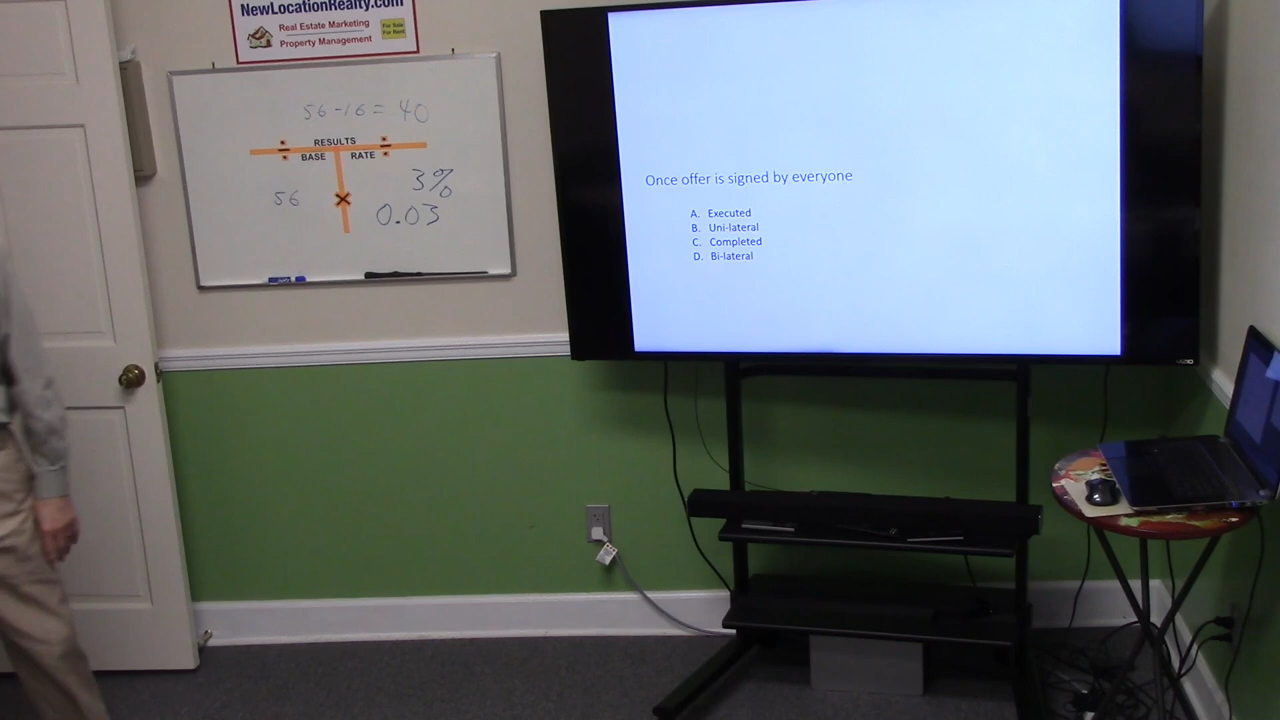 NewLocationRealty.com
Real Estate Marketing
Property Management
For Sale
For Rent
56-16= 40
RESULTS
BASE RATE
3%
56
0.03
Once offer is signed by everyone
A. Executed
B. Uni-lateral
C. Completed
D. Bi-lateral
VIZIO